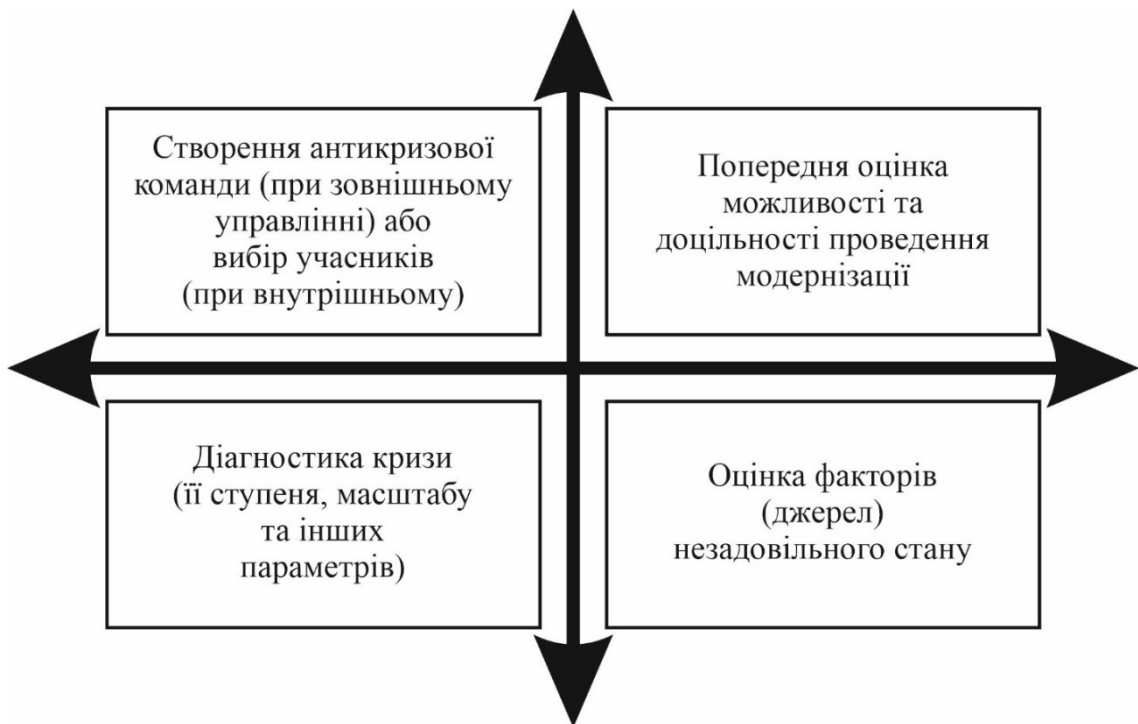 Створення антикризової
команди (при зовнішньому
управлінні) або
вибір учасників
(при внутрішньому)
Попередня оцінка
можливості та
доцільності проведення
модернізації
Діагностика кризи
(її ступеня, масштабу
та інших
параметрів)
Оцінка факторів
(джерел)
незадовільного стану